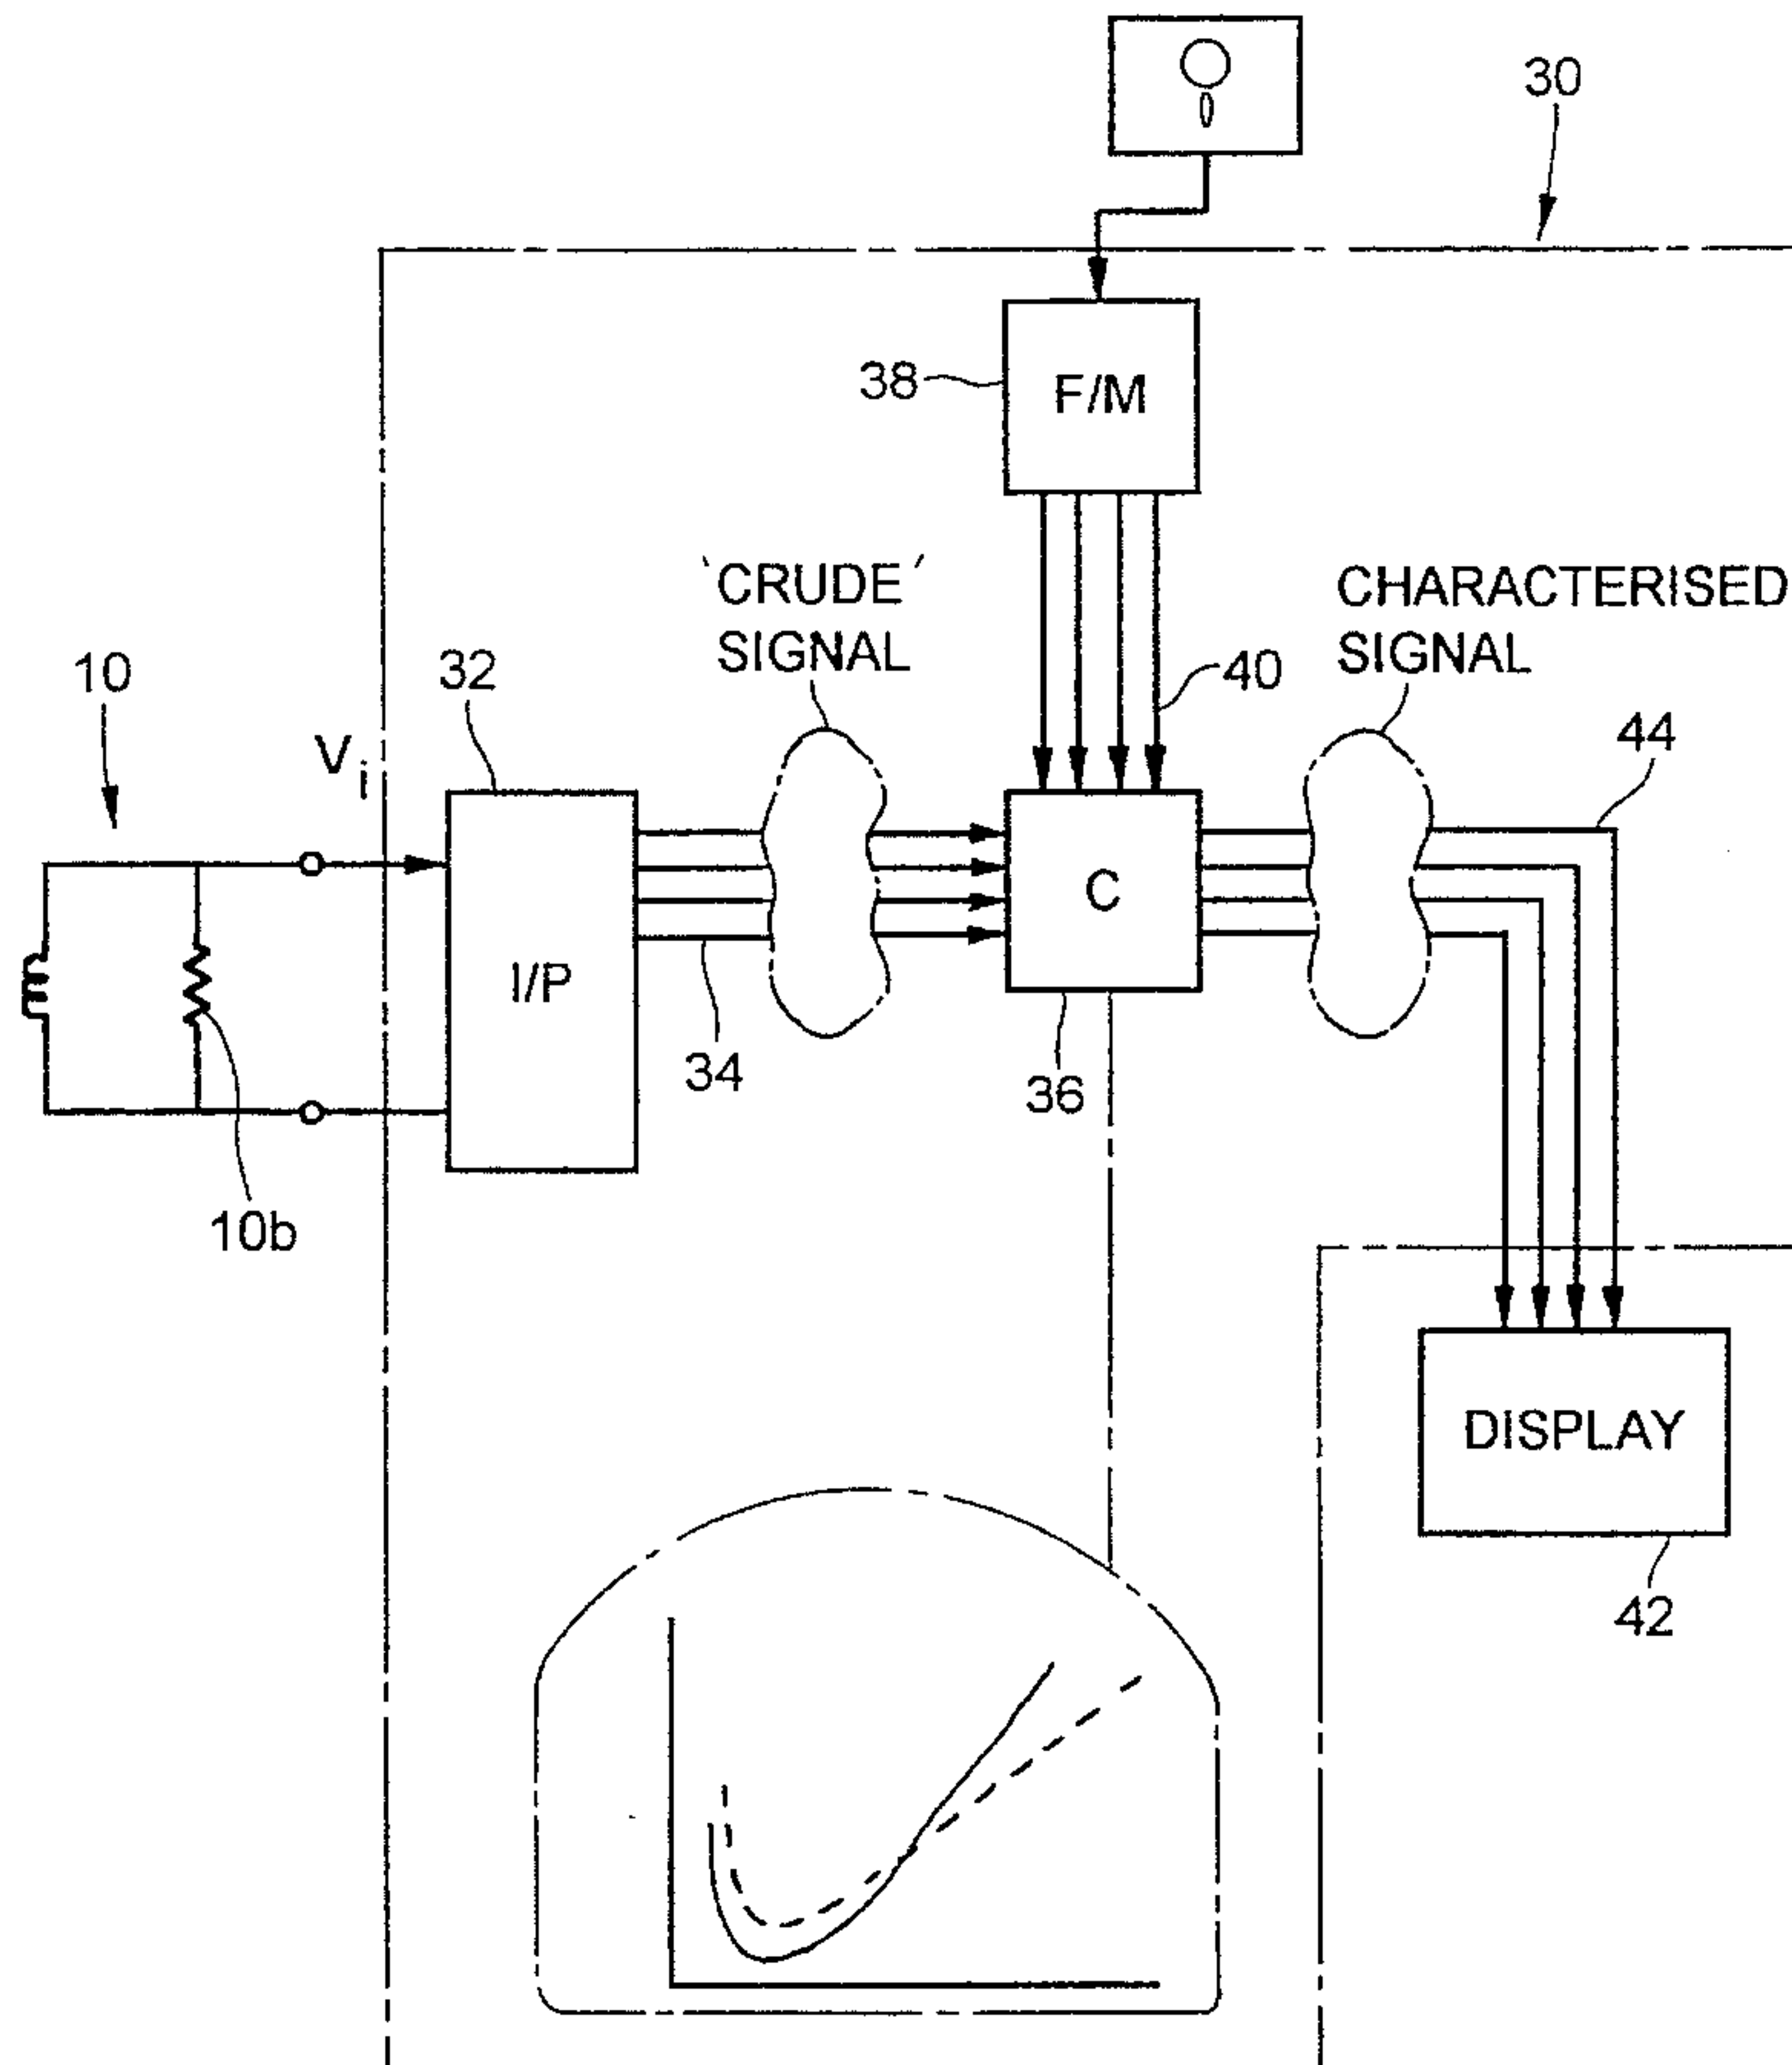 30
38
F/M
'CRUDE'
SIGNAL
CHARACTERISED
SIGNAL
10
32
40
44
Vi
I/P
C
34
36
10b
DISPLAY
42